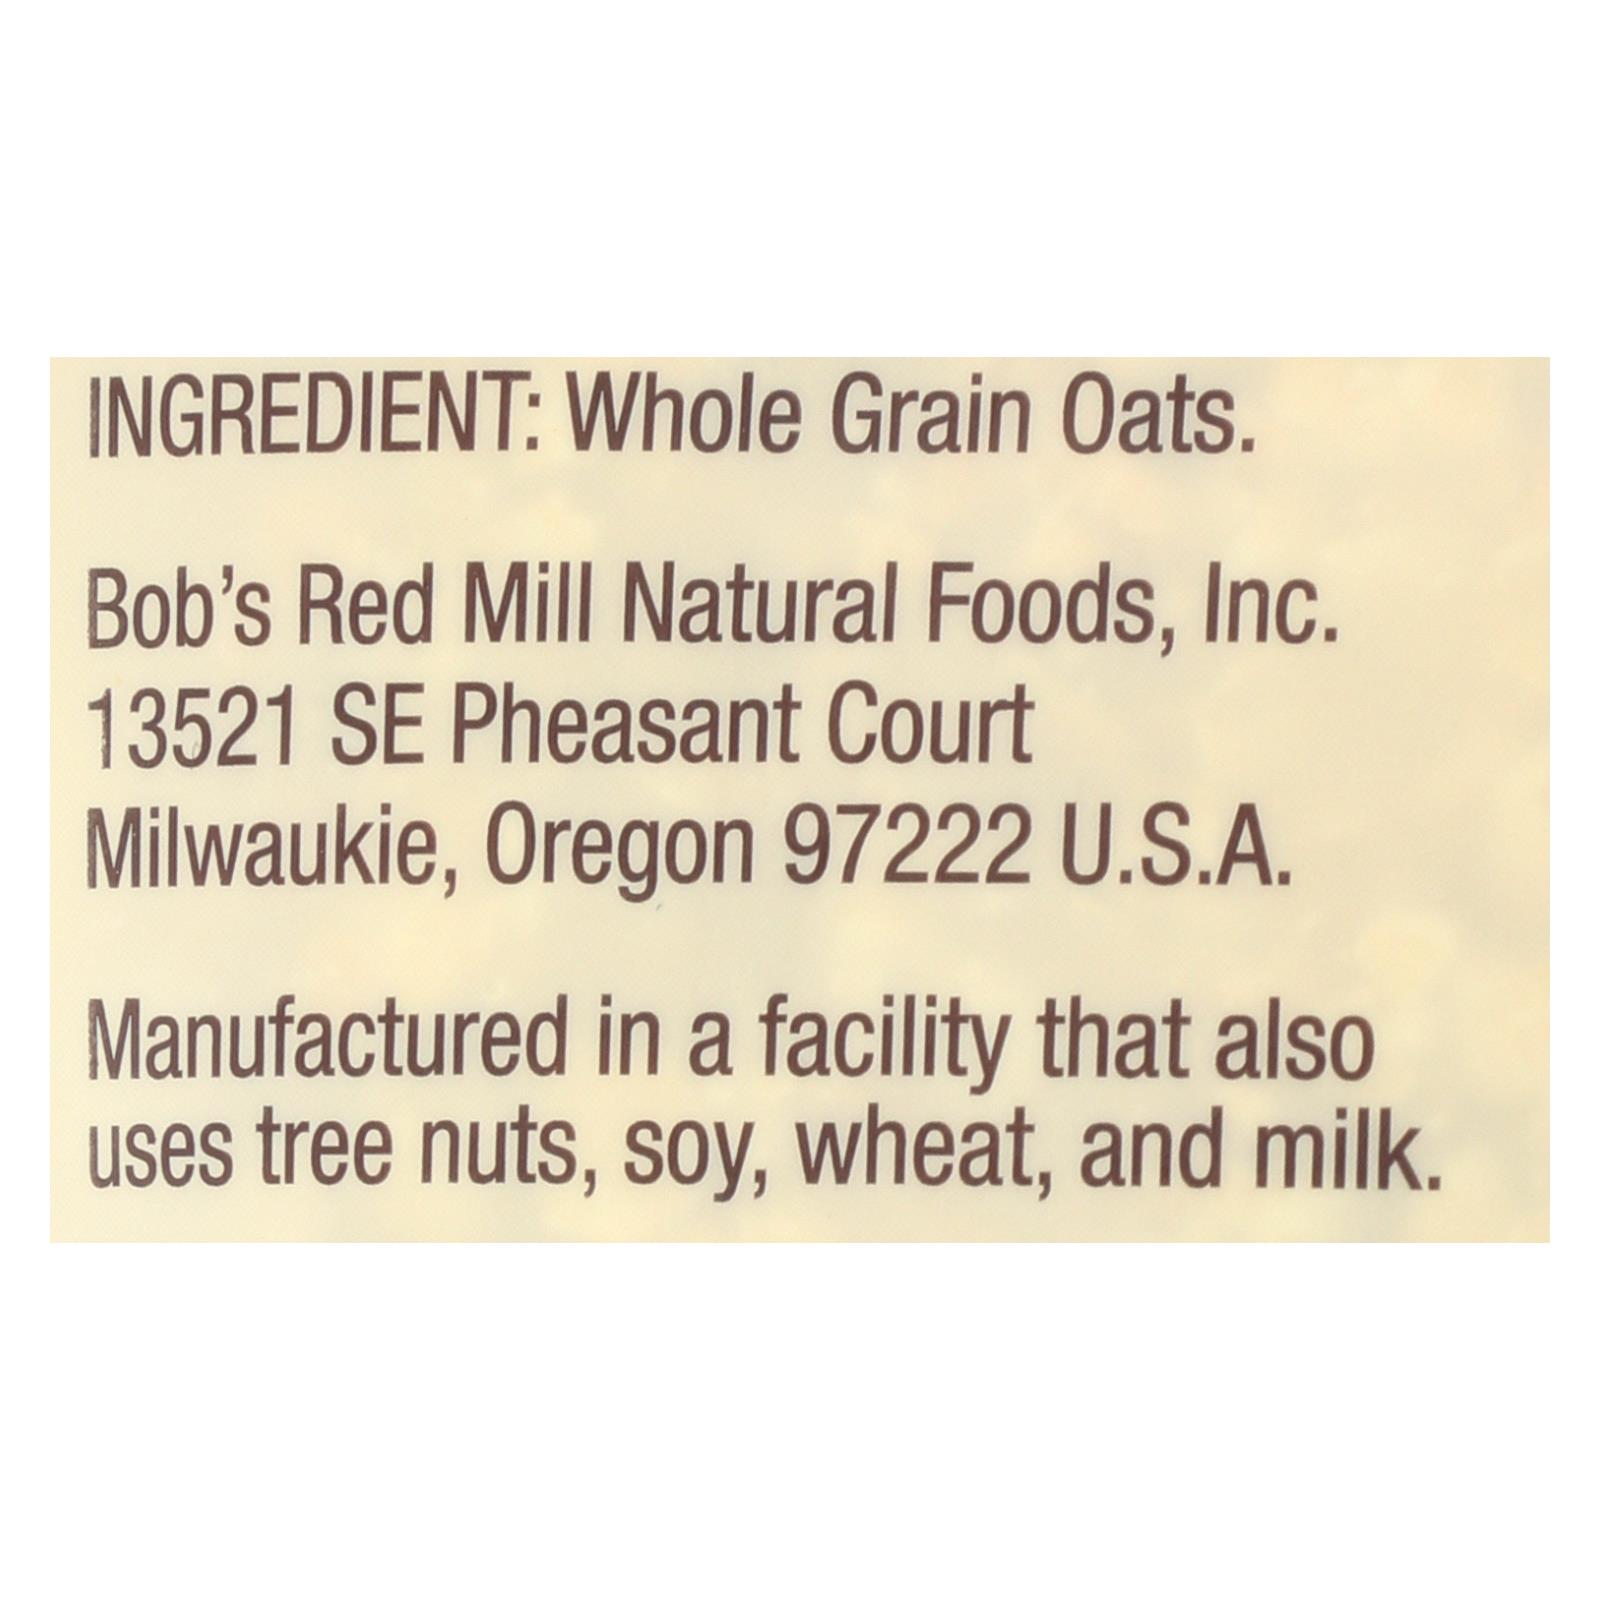 INGREDIENT: Whole Grain Oats.
Bob's Red Mill Natural Foods, Inc.
13521 SE Pheasant Court
Milwaukie, Oregon 97222 U.S.A.
Manufactured in a facility that also
uses tree nuts, soy, wheat, and milk.